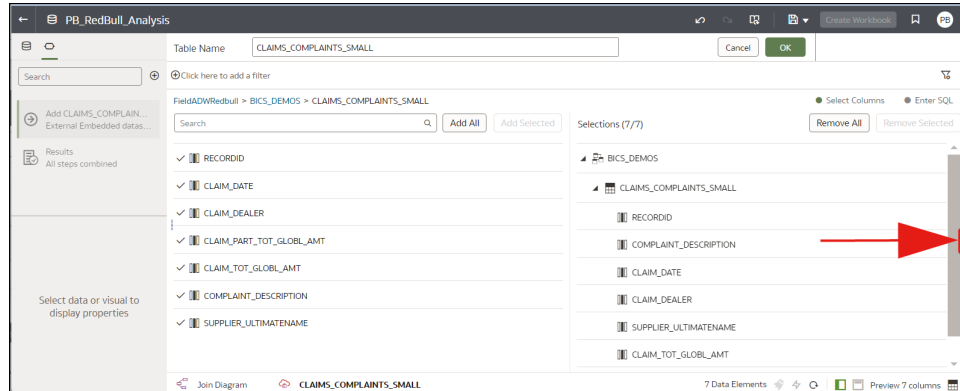 PB_RedBull_Analysis
Create Workbook
PB
Table Name
CLAIMS_COMPLAINTS_SMALL
Cancel
OK
Search
Click here to add a filter
FieldADWRedbull > BICS_DEMOS > CLAIMS_COMPLAINTS_SMALL
Select Columns
Enter SQL
Add CLAIMS_COMPLAIN...
External Embedded datas...
Search
Add All
Add Selected
Selections (7/7)
Remove All
Remove Selected
Results
All steps combined
RECORDID
CLAIM_DATE
CLAIM_DEALER
CLAIM_PART_TOT_GLOBL_AMT
CLAIM_TOT_GLOBL_AMT
COMPLAINT_DESCRIPTION
SUPPLIER_ULTIMATENAME
BICS_DEMOS
CLAIMS_COMPLAINTS_SMALL
RECORDID
COMPLAINT_DESCRIPTION
CLAIM_DATE
CLAIM_DEALER
SUPPLIER_ULTIMATENAME
CLAIM_TOT_GLOBL_AMT
Select data or visual to
display properties
Join Diagram
CLAIMS_COMPLAINTS_SMALL
7 Data Elements
Preview 7 columns